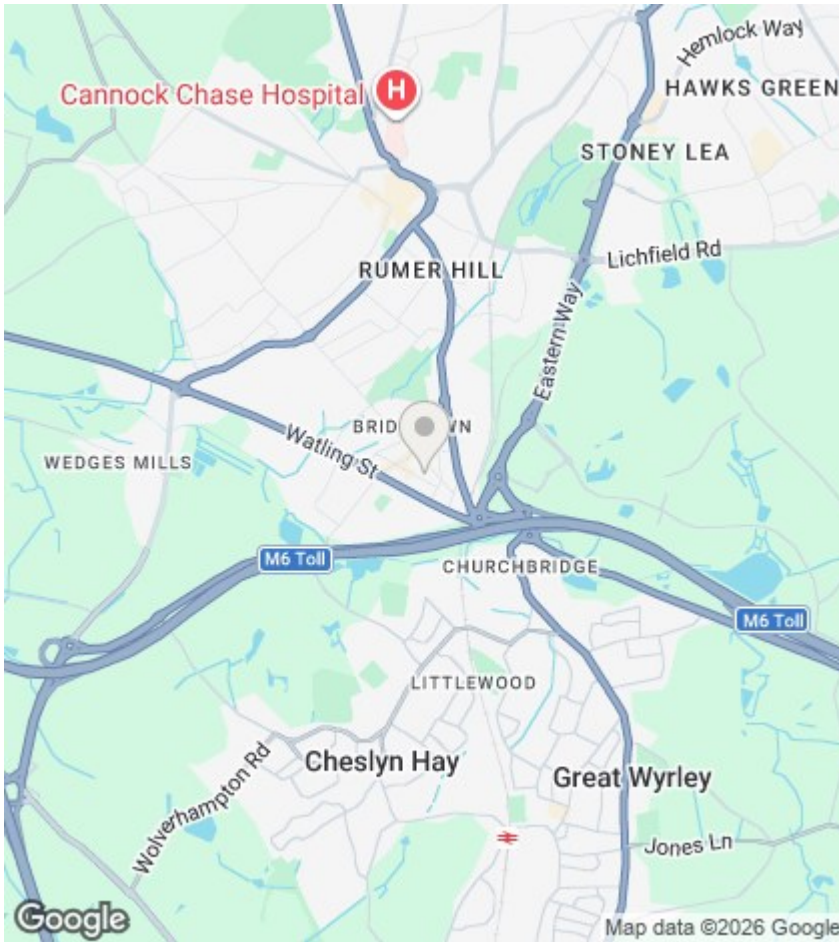 Hemlock Way
Cannock Chase Hospital
H
HAWKS GREEN
STONEY LEA
Lichfield Rd
RUMER HILL
Eastern Way
Watling St
WEDGES MILLS
M6 Toll
CHURCHBRIDGE
M6 Toll
LITTLEWOOD
Cheslyn Hay
Great Wyrley
Wolverhampton Rd
Jones Ln
Google
Map data ©2026 Google